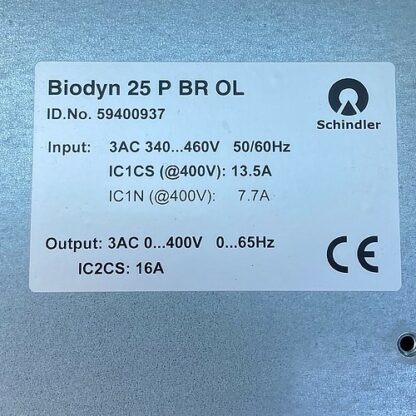 Biodyn 25 P BR OL
ID.No. 59400937
Schindler
Input: 3AC 340...460V 50/60Hz
IC1CS (@400V): 13.5A
IC1N (@400V): 7.7A
Output: 3AC 0...400V 0...65Hz
IC2CS: 16A
CE